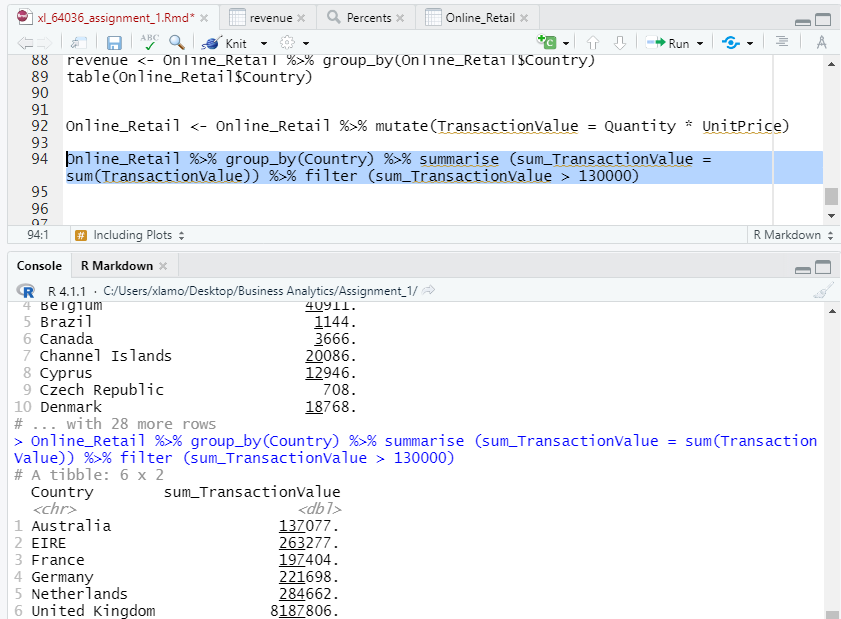 xl_64036_assignment_1.Rmd*
revenue
Percents
Online_Retail
ABC
Knit
Run
88 revenue <- Online_Retail %>% group_by(Online_Retail$Country)
89 table(Online_Retail$Country)
90
91
92 Online_Retail <- Online_Retail %>% mutate(TransactionValue = Quantity * UnitPrice)
93
94 Online_Retail %>% group_by(Country) %>% summarise (sum_TransactionValue =
sum(TransactionValue)) %>% filter (sum_TransactionValue > 130000)
95
96
97
94:1 # Including Plots R Markdown
Console R Markdown
R 4.1.1 · C:/Users/xlamo/Desktop/Business Analytics/Assignment_1/
4 Belgium 40911.
5 Brazil 1144.
6 Canada 3666.
7 Channel Islands 20086.
8 Cyprus 12946.
9 Czech Republic 708.
10 Denmark 18768.
# ... with 28 more rows
> Online_Retail %>% group_by(Country) %>% summarise (sum_TransactionValue = sum(Transaction
Value)) %>% filter (sum_TransactionValue > 130000)
# A tibble: 6 x 2
Country sum_TransactionValue
<chr> <dbl>
1 Australia 137077.
2 EIRE 263277.
3 France 197404.
4 Germany 221698.
5 Netherlands 284662.
6 United Kingdom 8187806.